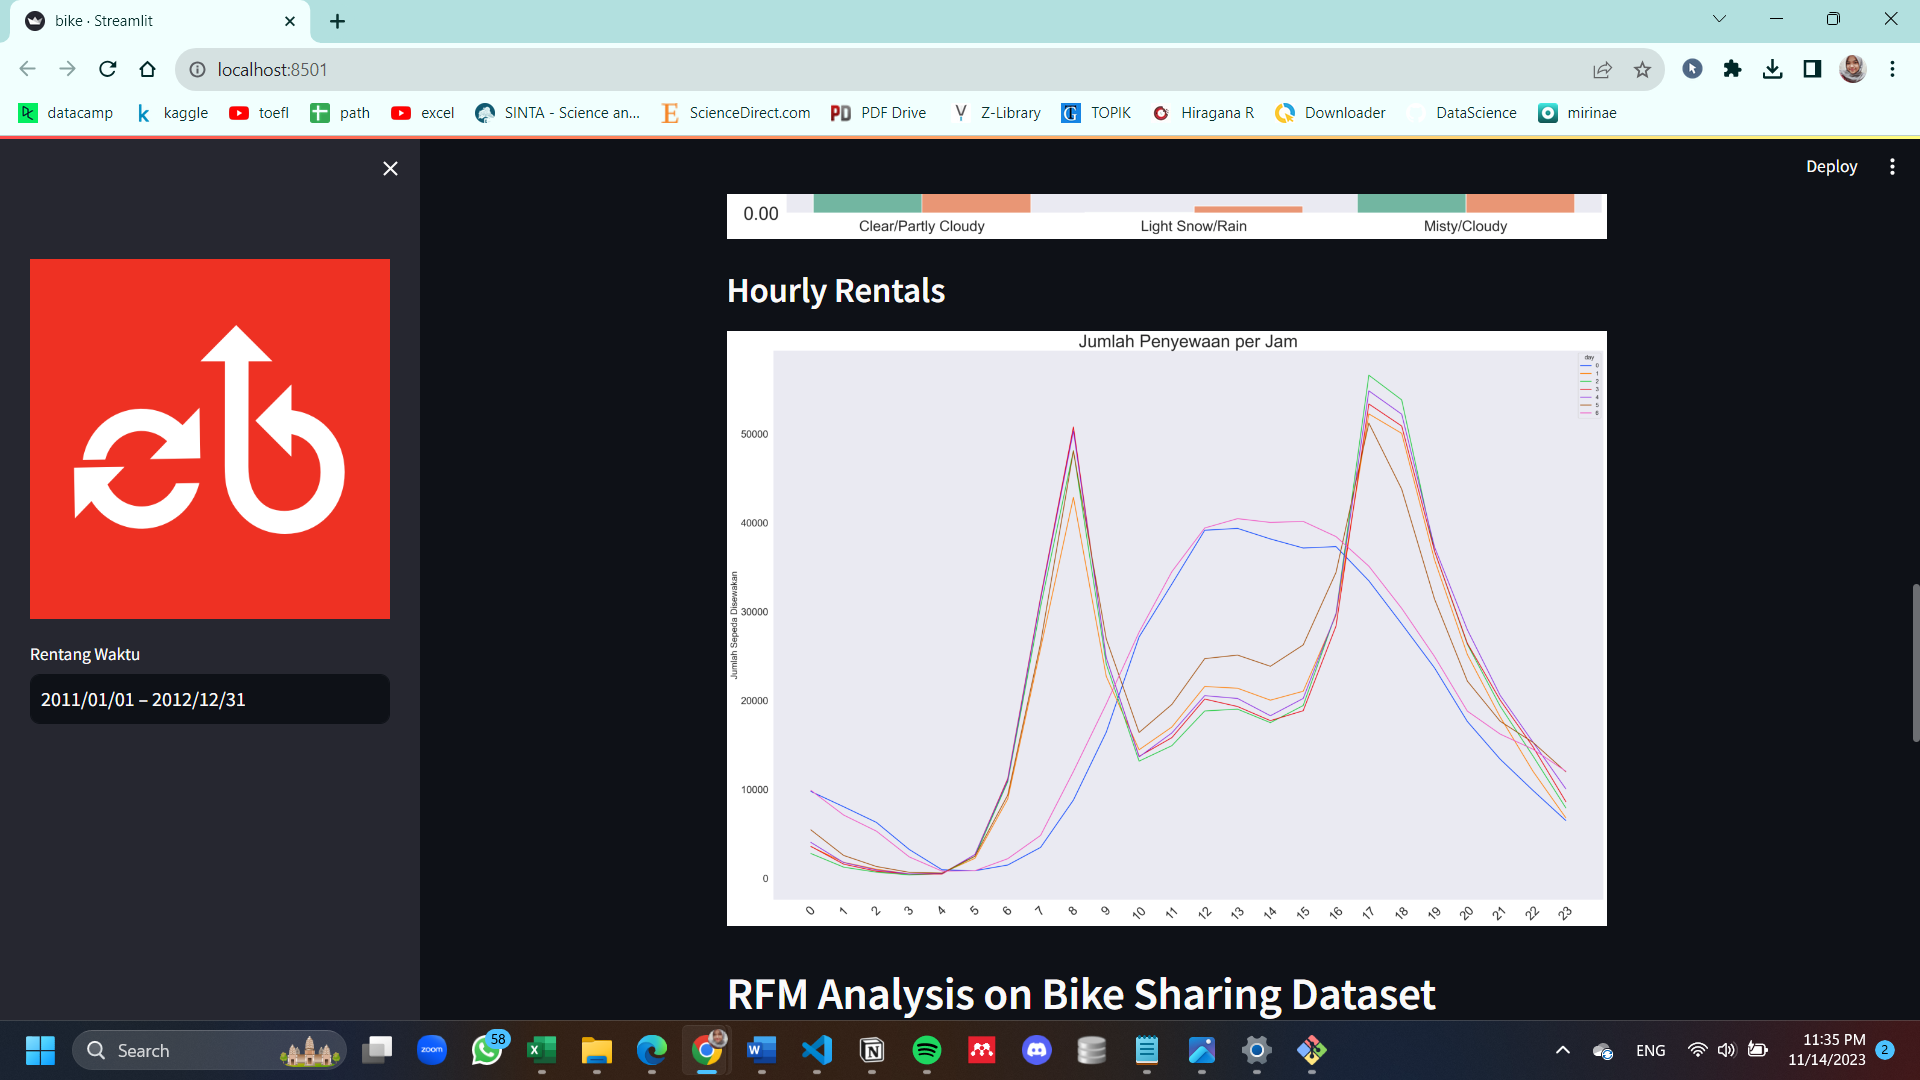 bike · Streamlit
localhost:8501
datacamp
kaggle
toefl
path
excel
SINTA - Science an...
ScienceDirect.com
PDF Drive
Z-Library
TOPIK
Hiragana R
Downloader
DataScience
mirinae
Deploy
0.00
Clear/Partly Cloudy
Light Snow/Rain
Misty/Cloudy
Hourly Rentals
Jumlah Penyewaan per Jam
day
0
1
2
3
4
5
6
50000
40000
30000
20000
10000
0
Jumlah Sepeda Disewakan
0 1 2 3 4 5 6 7 8 9 10 11 12 13 14 15 16 17 18 19 20 21 22 23
Rentang Waktu
2011/01/01 – 2012/12/31
RFM Analysis on Bike Sharing Dataset
Search
zoom
58
ENG
11:35 PM
11/14/2023
2